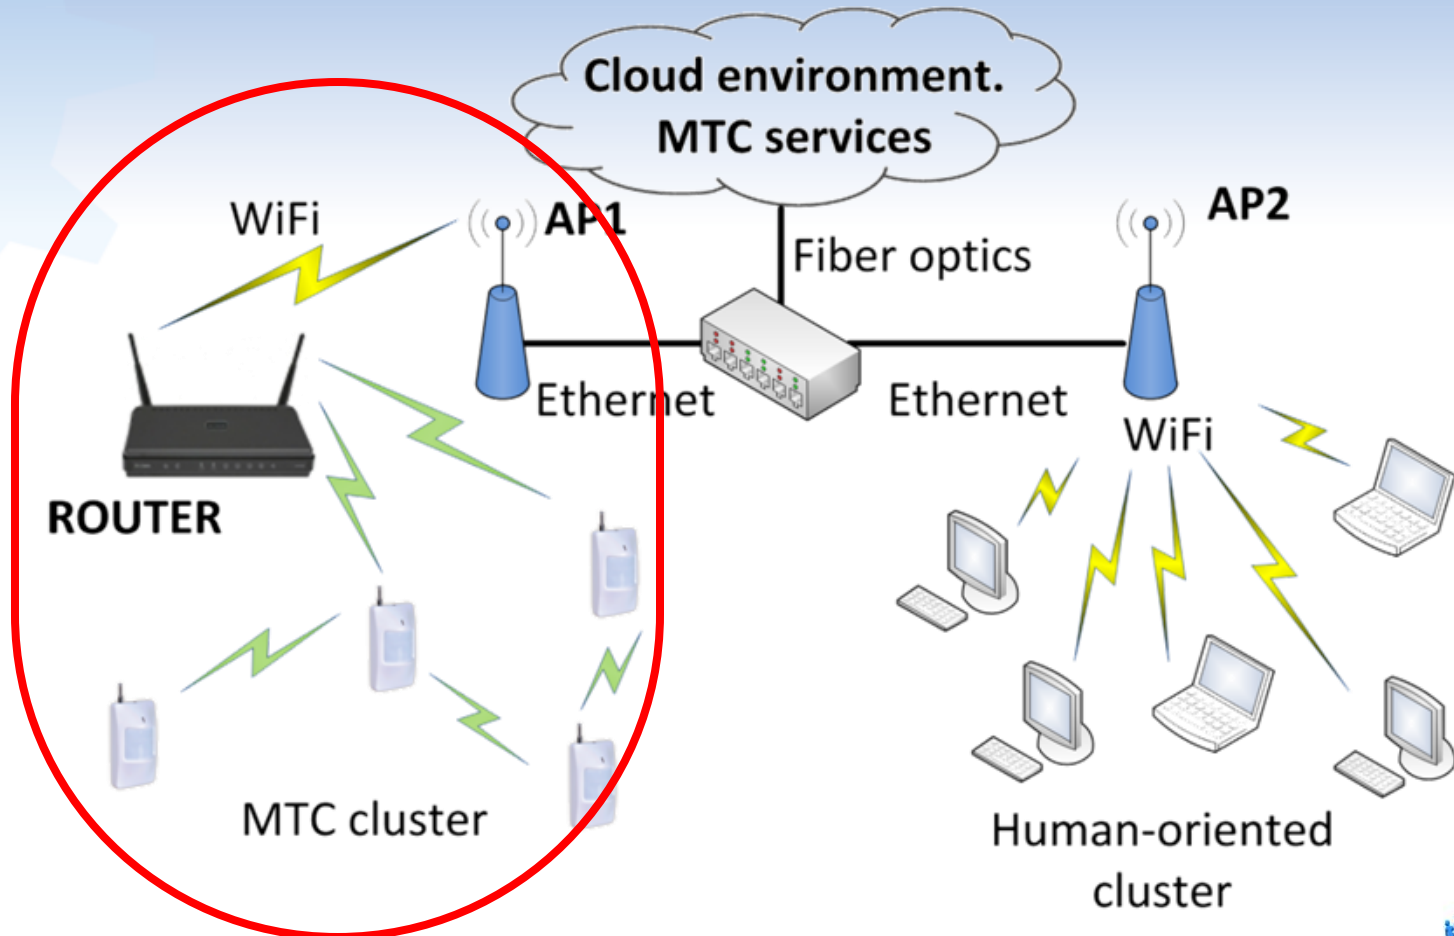 Cloud environment.
MTC services
WiFi
AP1
AP2
Fiber optics
Ethernet
Ethernet
WiFi
ROUTER
MTC cluster
Human-oriented
cluster